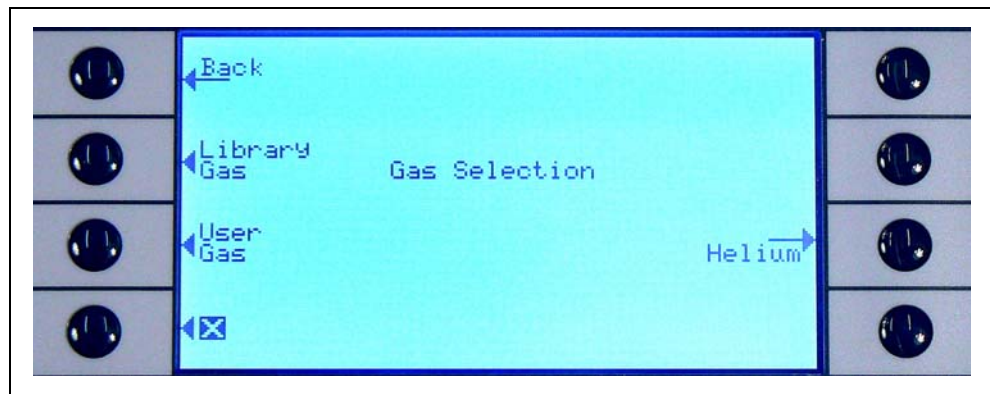 Back
Library
Gas
Gas Selection
User
Gas
Helium
X